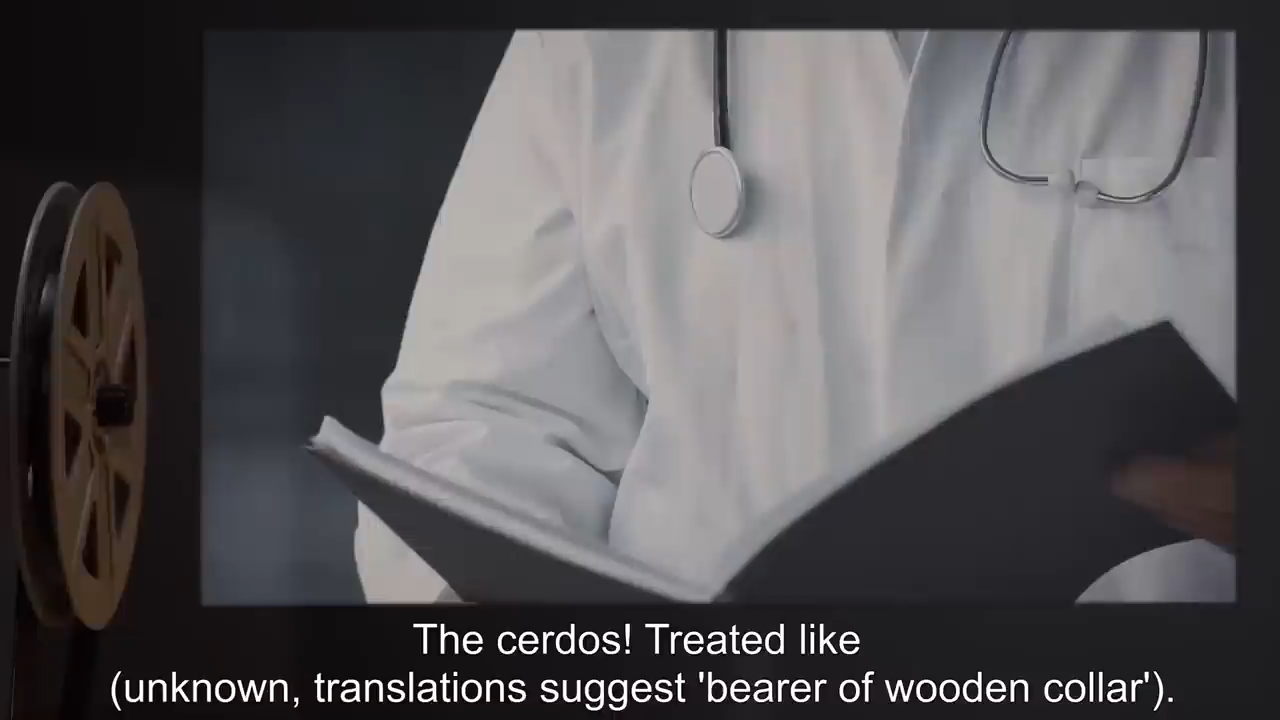 The cerdos! Treated like
(unknown, translations suggest 'bearer of wooden collar').